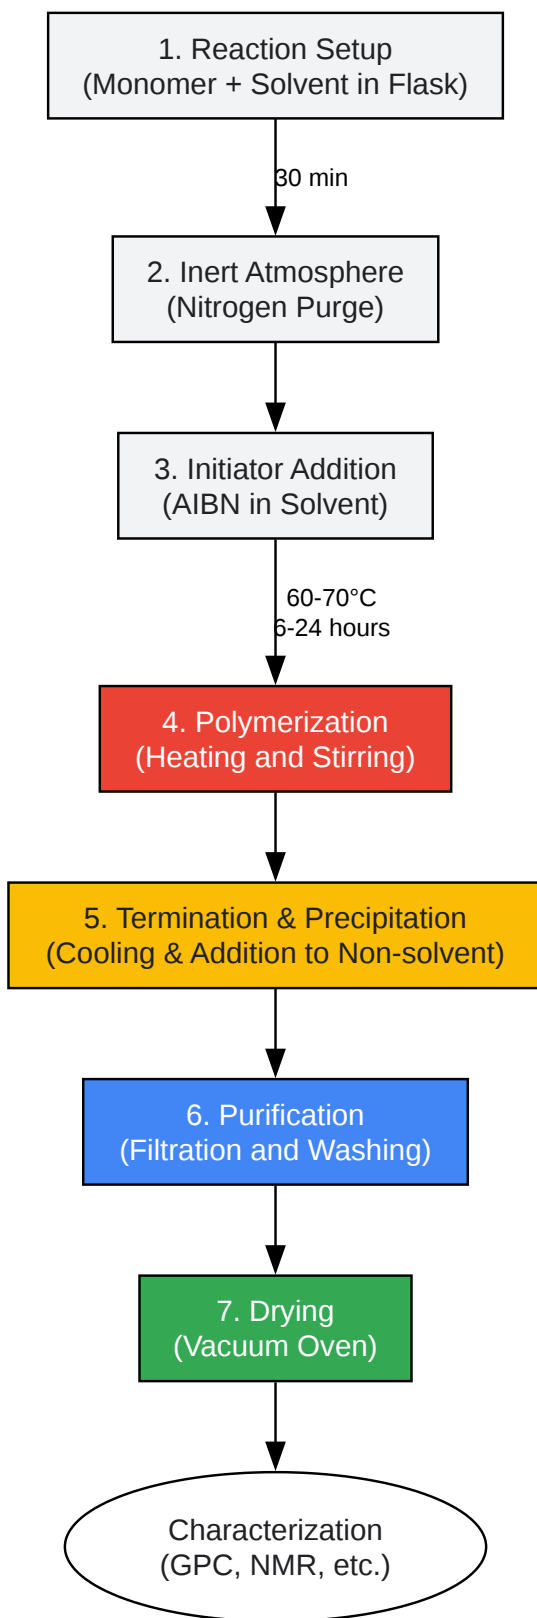 1. Reaction Setup
(Monomer + Solvent in Flask)
30 min
2. Inert Atmosphere
(Nitrogen Purge)
3. Initiator Addition
(AIBN in Solvent)
60-70°C
6-24 hours
4. Polymerization
(Heating and Stirring)
5. Termination & Precipitation
(Cooling & Addition to Non-solvent)
6. Purification
(Filtration and Washing)
7. Drying
(Vacuum Oven)
Characterization
(GPC, NMR, etc.)